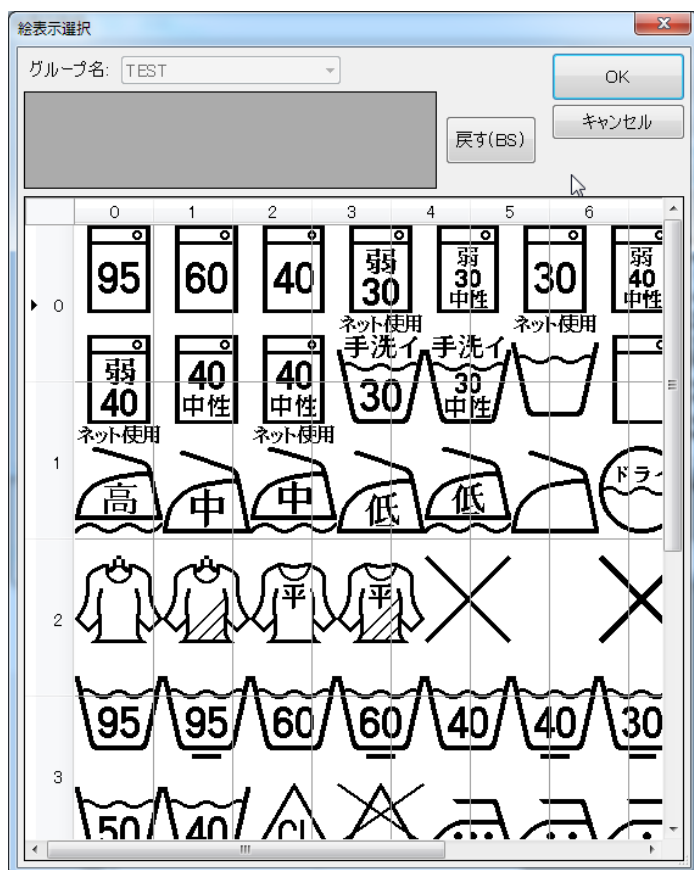 絵表示選択
グループ名: TEST
OK
キャンセル
戻す(BS)
0 1 2 3 4 5 6
95 60 40 弱 30 弱 30 中性 30 弱 40 中性
0
ネット使用 ネット使用
弱 40 40 中性 40 中性 手洗イ 30 手洗イ 30 中性
ネット使用 ネット使用
1
高 中 中 低 低 ドライ
平 平
2
95 95 60 60 40 40 30
3
50 40 Cl